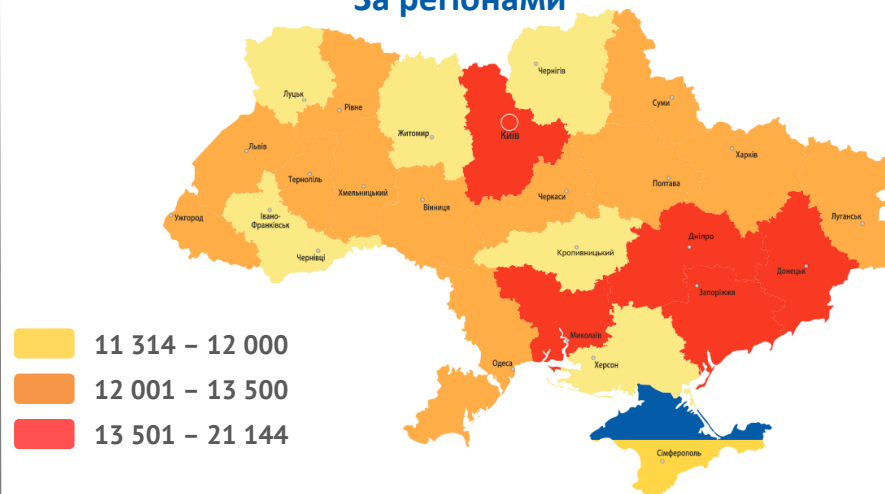 За регіонами
Чернігів
Луцьк
Рівне
Суми
Житомир
Київ
Львів
Харків
Тернопіль
Хмельницький
Полтава
Черкаси
Вінниця
Ужгород
Івано-
Франківськ
Луганськ
Дніпро
Чернівці
Кропивницький
Донецьк
Запоріжжя
Миколаїв
Одеса
Херсон
Сімферополь
11 314 – 12 000
12 001 – 13 500
13 501 – 21 144